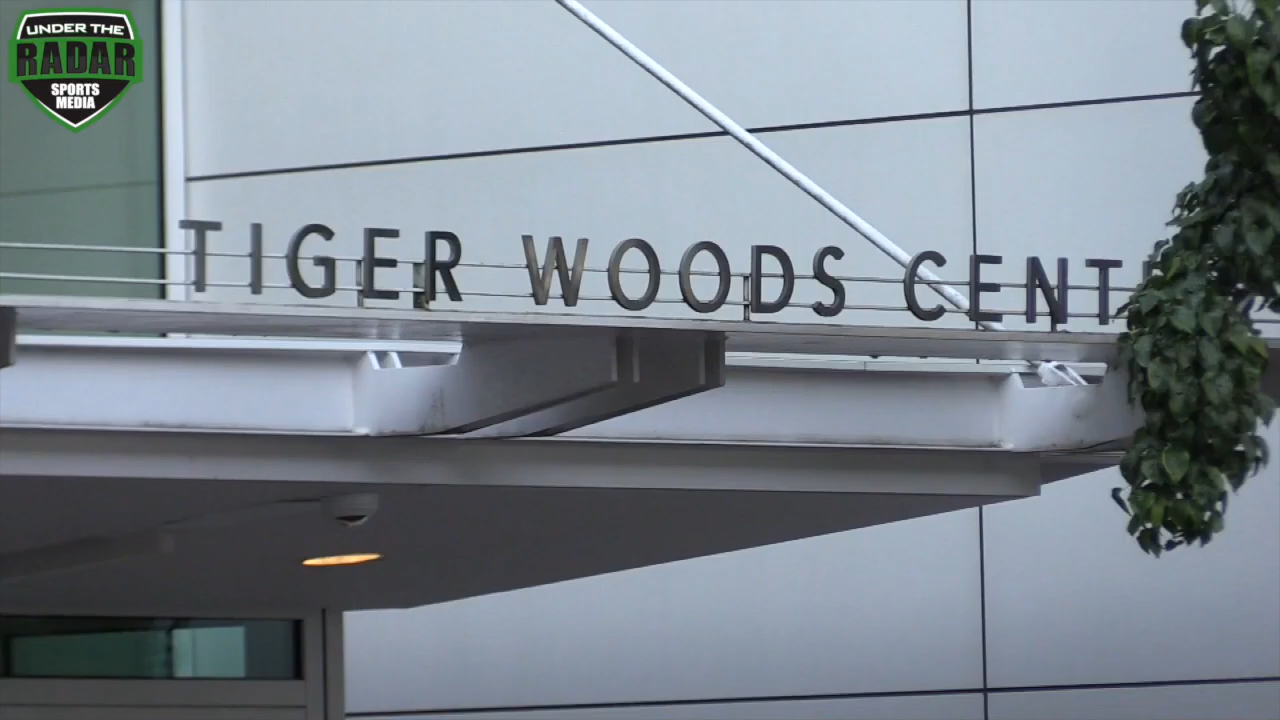 UNDER THE
RADAR
SPORTS
MEDIA
TIGER WOODS CENT